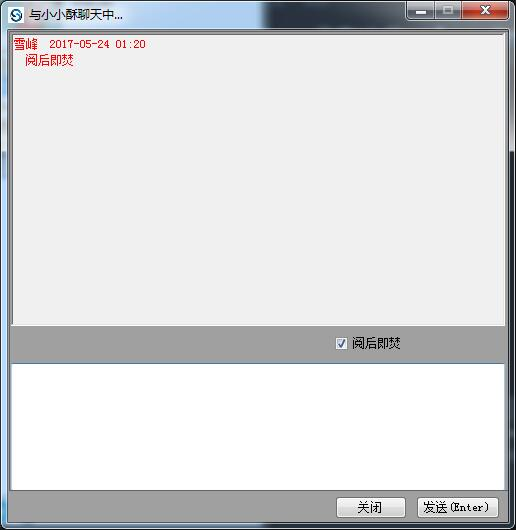 与小小酥聊天中...
雪峰 2017-05-24 01:20
阅后即焚
阅后即焚
关闭
发送(Enter)